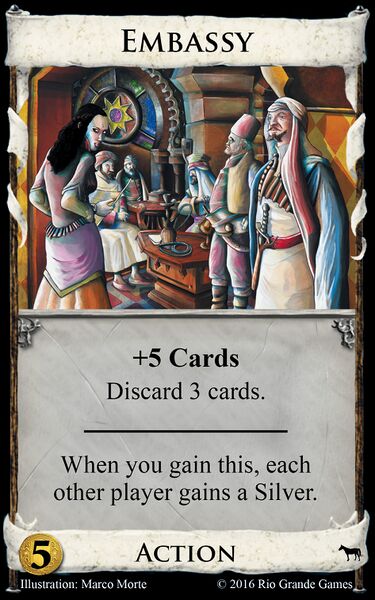 EMBASSY
+5 Cards
Discard 3 cards.
When you gain this, each
other player gains a Silver.
5
ACTION
Illustration: Marco Morte
© 2016 Rio Grande Games